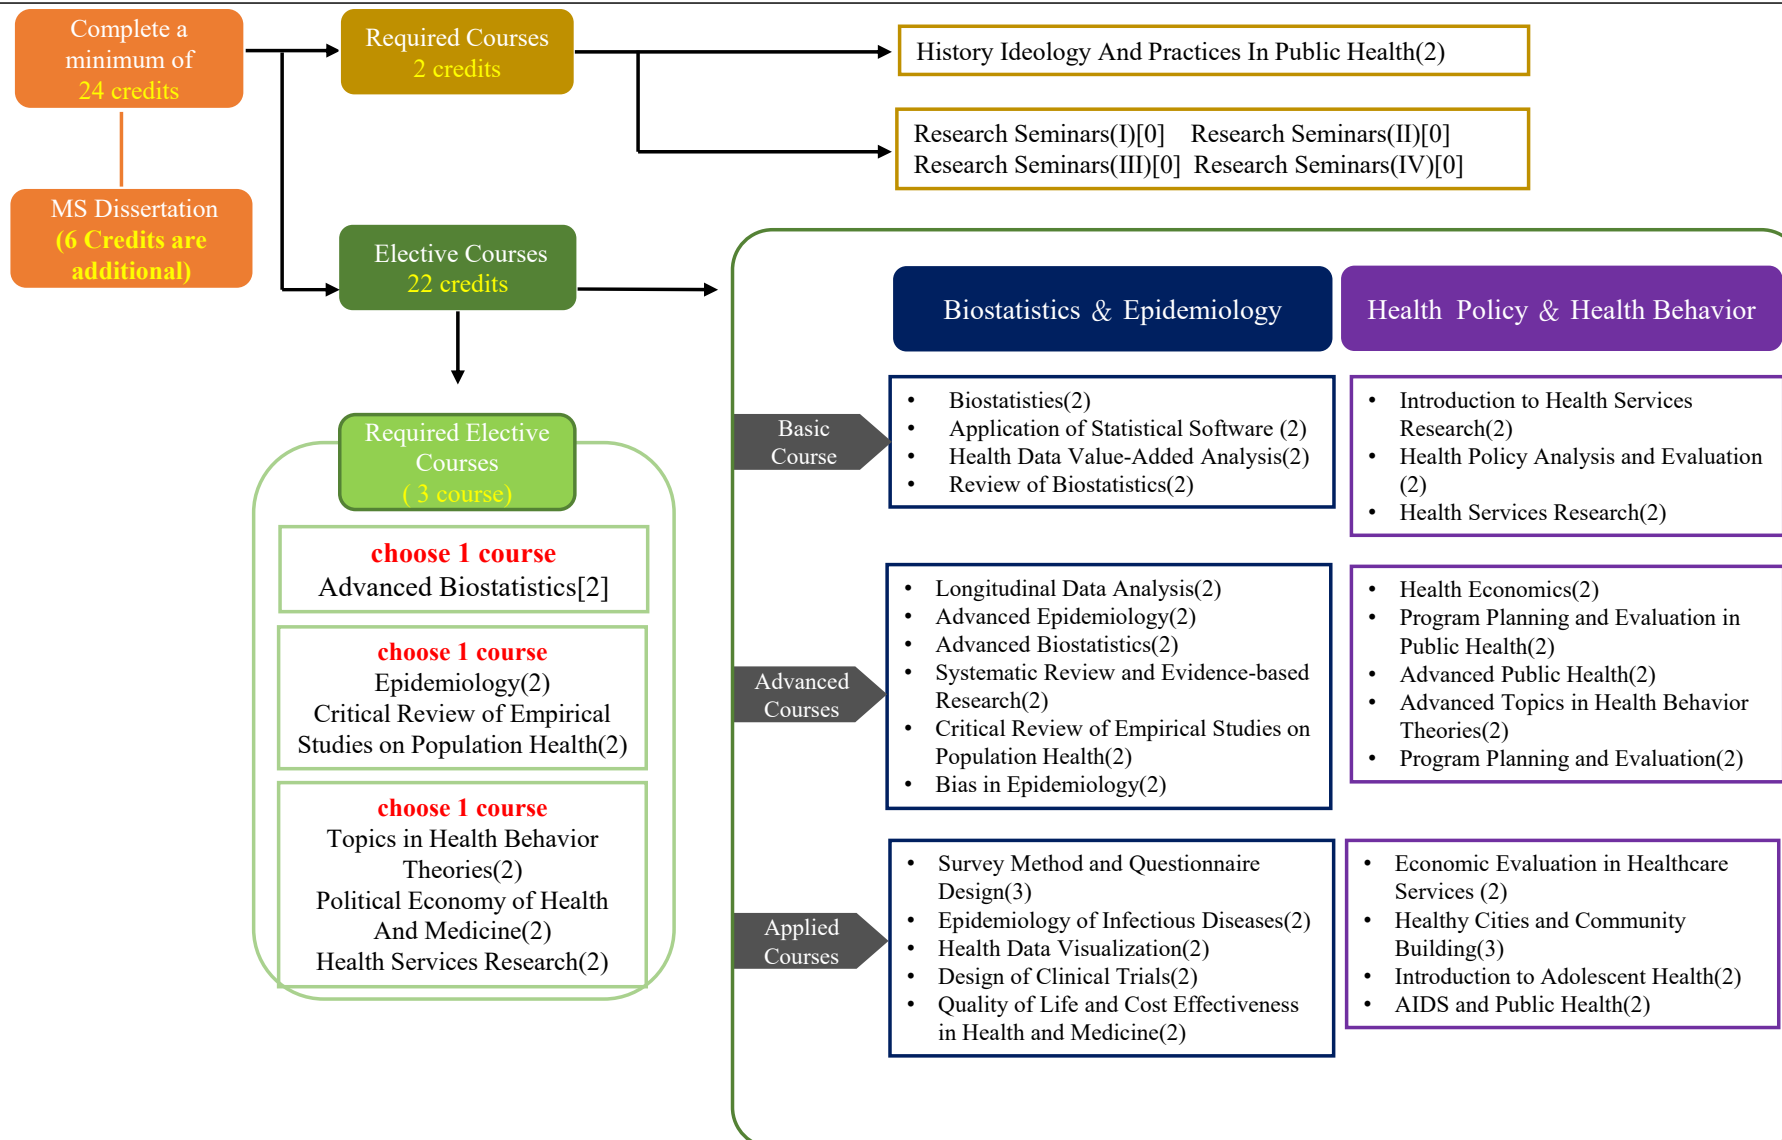 Complete a
minimum of
24 credits
MS Dissertation
(6 Credits are
additional)
Required Courses
2 credits
History Ideology And Practices In Public Health(2)
Research Seminars(I)[0] Research Seminars(II)[0]
Research Seminars(III)[0] Research Seminars(IV)[0]
Elective Courses
22 credits
Required Elective
Courses
( 3 course)
choose 1 course
Advanced Biostatistics[2]
choose 1 course
Epidemiology(2)
Critical Review of Empirical
Studies on Population Health(2)
choose 1 course
Topics in Health Behavior
Theories(2)
Political Economy of Health
And Medicine(2)
Health Services Research(2)
Biostatistics & Epidemiology
Health Policy & Health Behavior
Basic
Course
• Biostatisties(2)
• Application of Statistical Software (2)
• Health Data Value-Added Analysis(2)
• Review of Biostatistics(2)
• Introduction to Health Services
Research(2)
• Health Policy Analysis and Evaluation
(2)
• Health Services Research(2)
Advanced
Courses
• Longitudinal Data Analysis(2)
• Advanced Epidemiology(2)
• Advanced Biostatistics(2)
• Systematic Review and Evidence-based
Research(2)
• Critical Review of Empirical Studies on
Population Health(2)
• Bias in Epidemiology(2)
• Health Economics(2)
• Program Planning and Evaluation in
Public Health(2)
• Advanced Public Health(2)
• Advanced Topics in Health Behavior
Theories(2)
• Program Planning and Evaluation(2)
Applied
Courses
• Survey Method and Questionnaire
Design(3)
• Epidemiology of Infectious Diseases(2)
• Health Data Visualization(2)
• Design of Clinical Trials(2)
• Quality of Life and Cost Effectiveness
in Health and Medicine(2)
• Economic Evaluation in Healthcare
Services (2)
• Healthy Cities and Community
Building(3)
• Introduction to Adolescent Health(2)
• AIDS and Public Health(2)